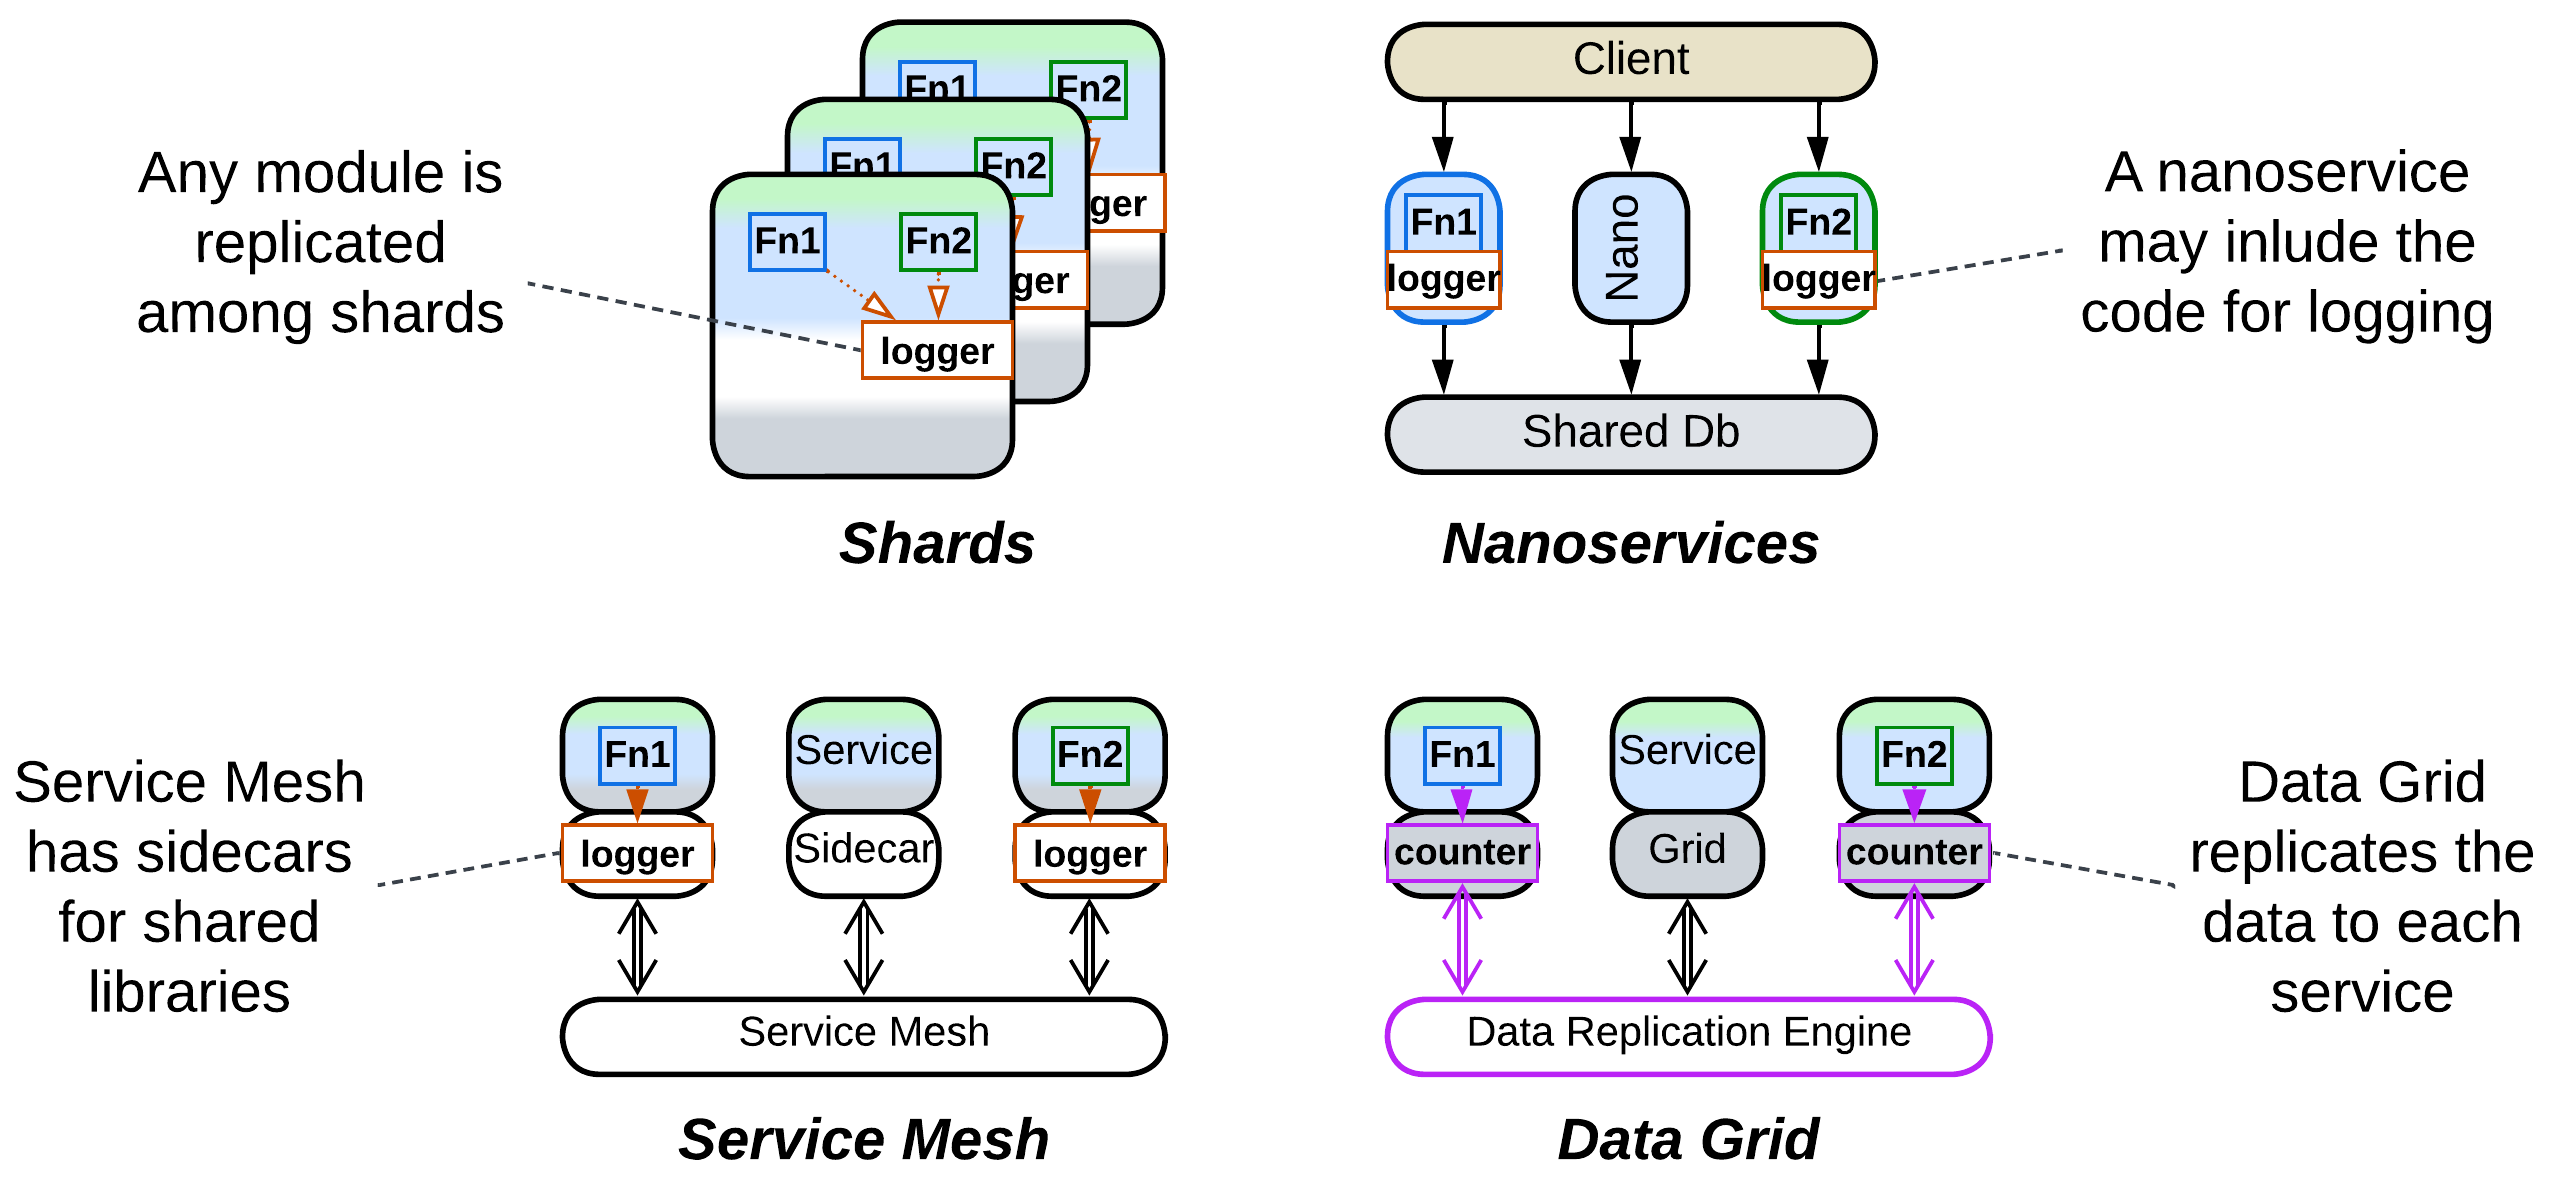 Any module is
replicated
among shards
Fn1
Fn2
gger
Fn1
Fn2
gger
Fn1
Fn2
logger
Shards
Client
Fn1
logger
Nano
Fn2
logger
Shared Db
A nanoservice
may inlude the
code for logging
Nanoservices
Service Mesh
has sidecars
for shared
libraries
Fn1
logger
Service
Sidecar
Fn2
logger
Service Mesh
Service Mesh
Fn1
counter
Service
Grid
Fn2
counter
Data Replication Engine
Data Grid
replicates the
data to each
service
Data Grid